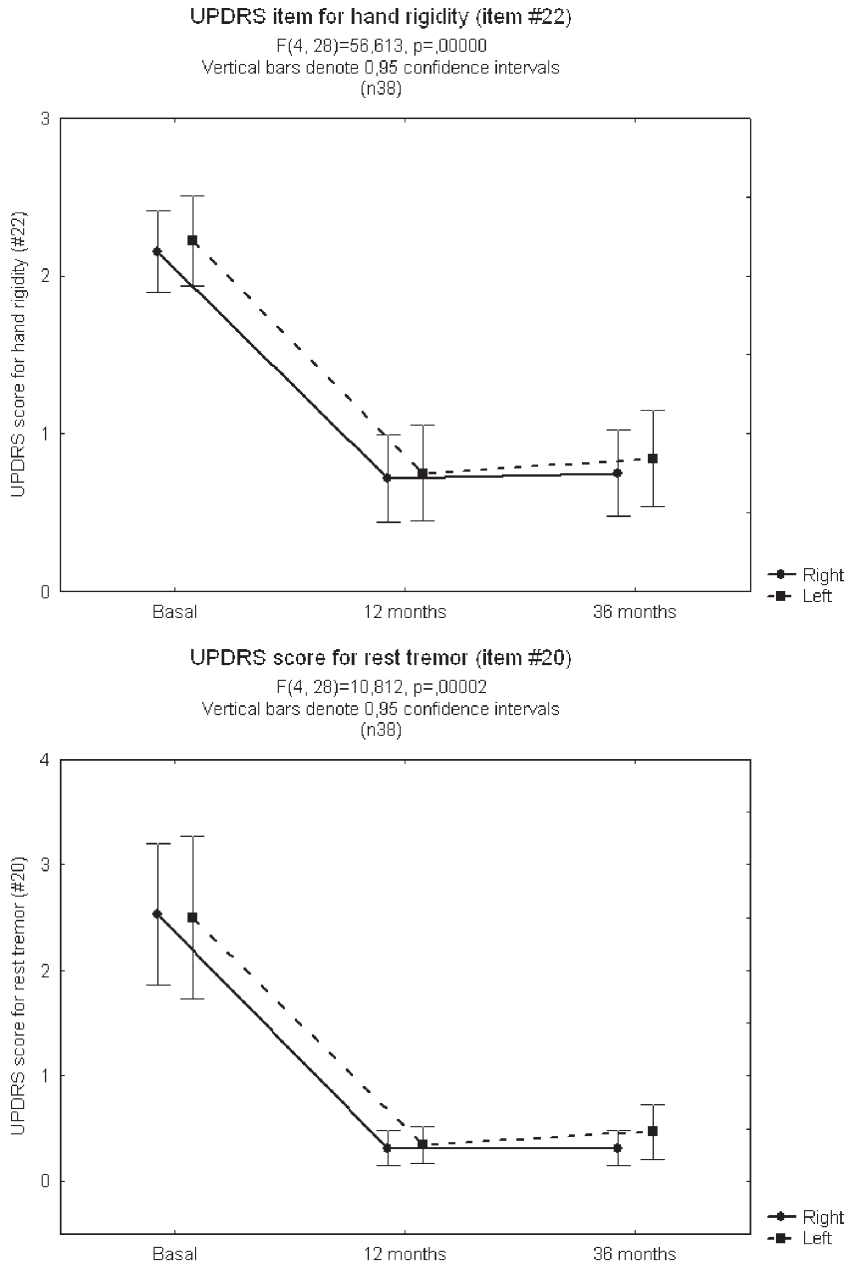 UPDRS item for hand rigidity (item #22)
F(4, 28)=56,613, p=,00000
Vertical bars denote 0,95 confidence intervals
(n38)
UPDRS score for hand rigidity (#22)
3
2
1
0
Basal
12 months
36 months
Right
Left
UPDRS score for rest tremor (item #20)
F(4, 28)=10,812, p=,00002
Vertical bars denote 0,95 confidence intervals
(n38)
UPDRS score for rest tremor (#20)
4
3
2
1
0
Basal
12 months
36 months
Right
Left